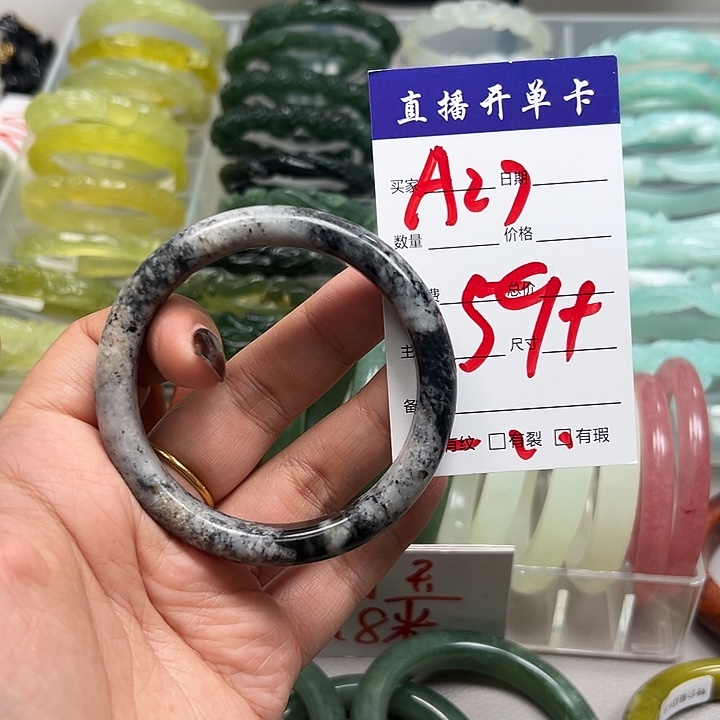 直播开单卡
买家 A27 日期
数量 价格
费 59+ 总价
主 尺寸
备
有纹 □有裂 □有瑕